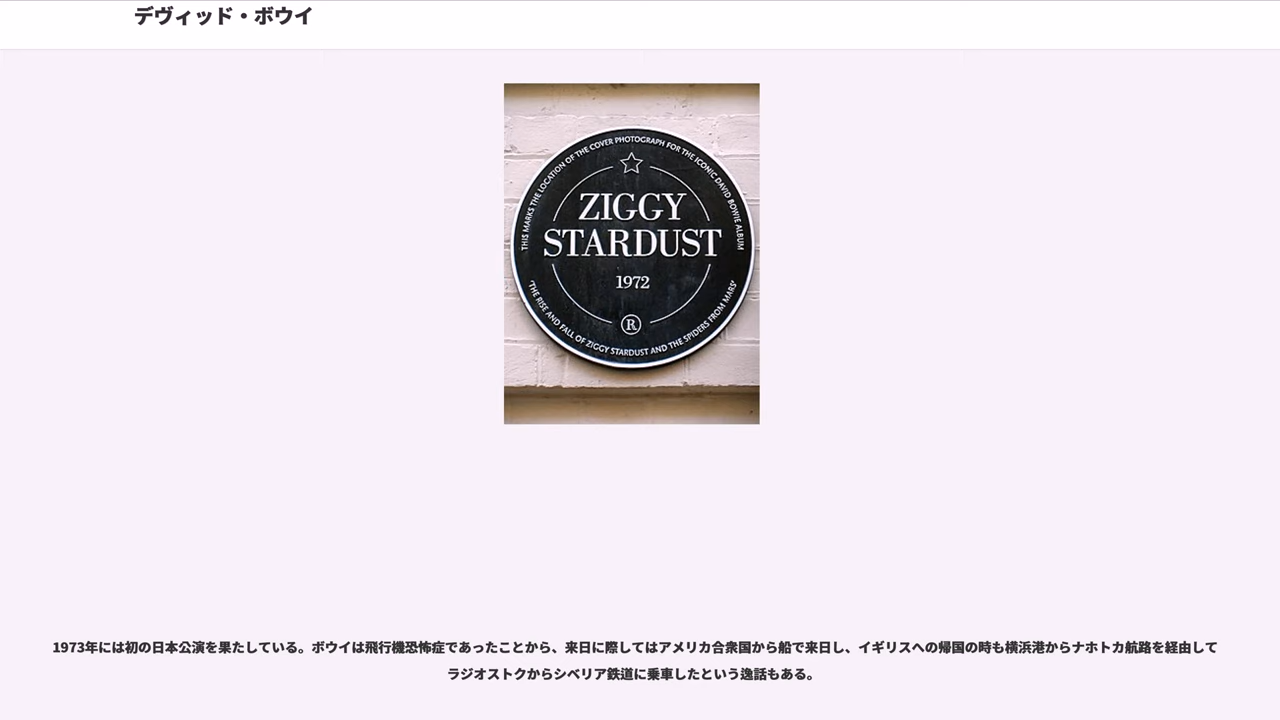 デヴィッド・ボウイ
THIS MARKS THE LOCATION OF THE COVER PHOTOGRAPH FOR THE ICONIC DAVID BOWIE ALBUM
ZIGGY
STARDUST
1972
R
'THE RISE AND FALL OF ZIGGY STARDUST AND THE SPIDERS FROM MARS'
1973年には初の日本公演を果たしている。ボウイは飛行機恐怖症であったことから、来日に際してはアメリカ合衆国から船で来日し、イギリスへの帰国の時も横浜港からナホトカ航路を経由して
ラジオストクからシベリア鉄道に乗車したという逸話もある。